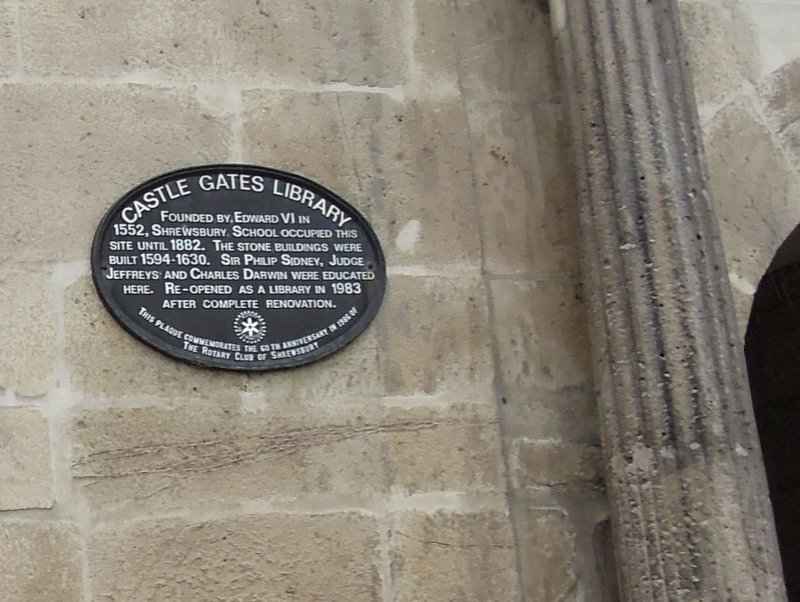 CASTLE GATES LIBRARY
FOUNDED BY, EDWARD VI IN
1552, SHREWSBURY SCHOOL OCCUPIED THIS
SITE UNTIL 1882. THE STONE BUILDINGS WERE
BUILT 1594-1630. SIR PHILIP SIDNEY, JUDGE
JEFFREYS AND CHARLES DARWIN WERE EDUCATED
HERE. RE-OPENED AS A LIBRARY IN 1983
AFTER COMPLETE RENOVATION.
THIS PLAQUE COMMEMORATES THE 60TH ANNIVERSARY IN 1986 OF
THE ROTARY CLUB OF SHREWSBURY